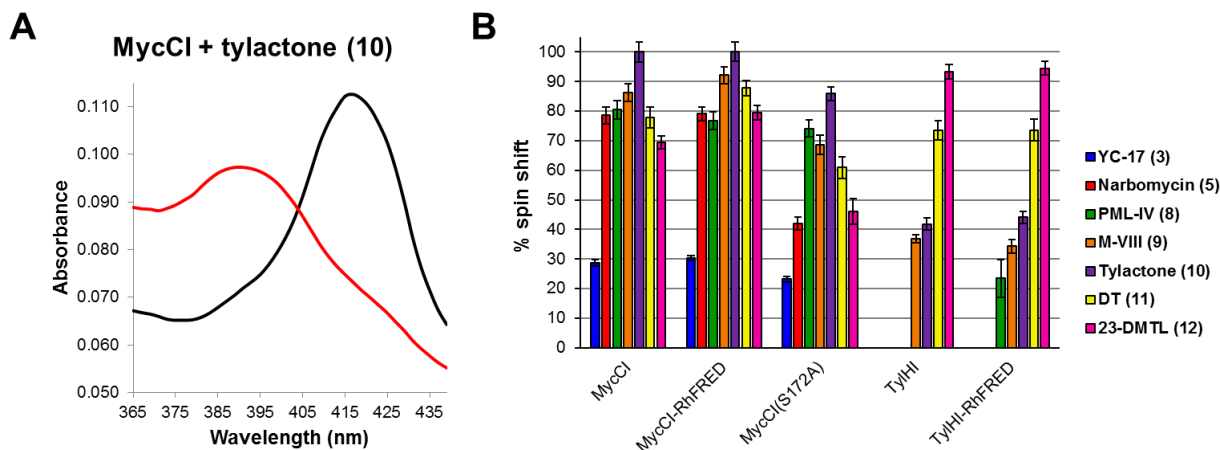 A
MycCI + tylactone (10)
Absorbance
0.110
0.100
0.090
0.080
0.070
0.060
0.050
365 375 385 395 405 415 425 435
Wavelength (nm)
B
% spin shift
100
90
80
70
60
50
40
30
20
10
0
MycCI
MycCI-RhFRED
MycCI(S172A)
TylHI
TylHI-RhFRED
YC-17 (3)
Narbomycin (5)
PML-IV (8)
M-VIII (9)
Tylactone (10)
DT (11)
23-DMTL (12)